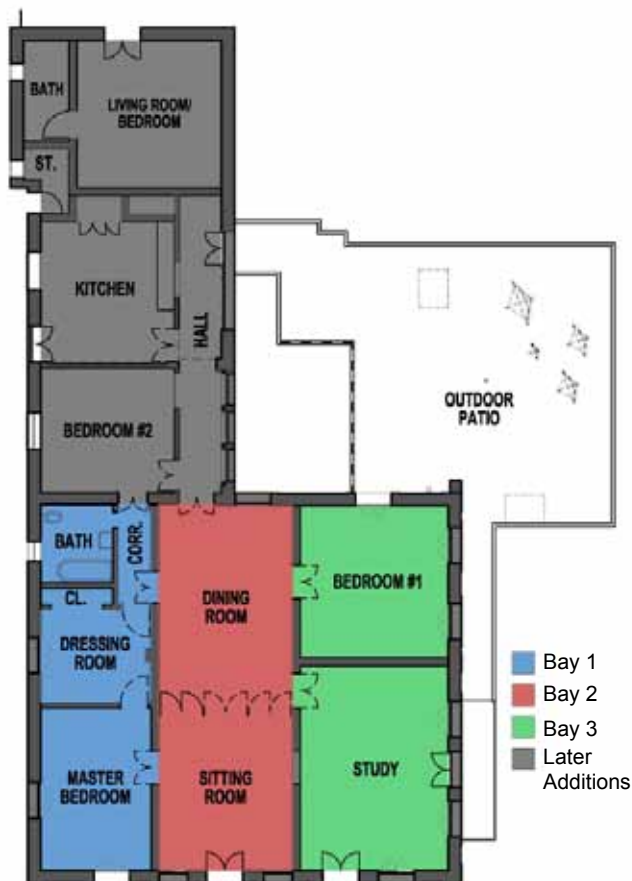 BATH
LIVING ROOM/
BEDROOM
ST.
KITCHEN
HALL
BEDROOM #2
OUTDOOR
PATIO
BATH
CORR.
CL.
DRESSING
ROOM
DINING
ROOM
BEDROOM #1
MASTER
BEDROOM
SITTING
ROOM
STUDY
Bay 1
Bay 2
Bay 3
Later
Additions